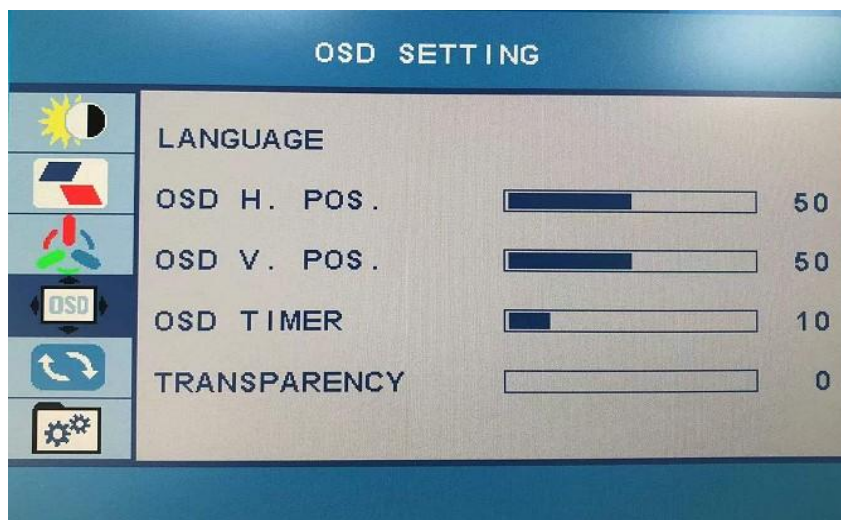 OSD SETTING
LANGUAGE
OSD H. POS. 50
OSD V. POS. 50
OSD
OSD TIMER 10
TRANSPARENCY 0